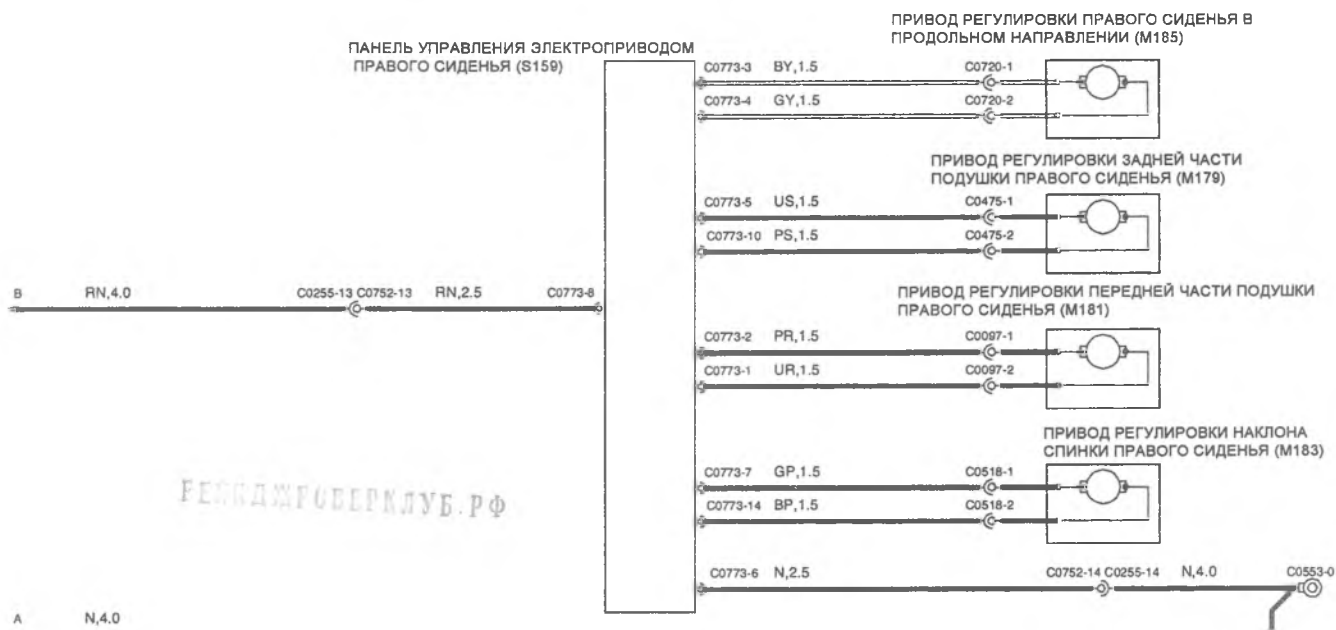 ПРИВОД РЕГУЛИРОВКИ ПРАВОГО СИДЕНЬЯ В
ПРОДОЛЬНОМ НАПРАВЛЕНИИ (M185)
ПАНЕЛЬ УПРАВЛЕНИЯ ЭЛЕКТРОПРИВОДОМ
ПРАВОГО СИДЕНЬЯ (S159)
C0773-3 BY,1.5 C0720-1
C0773-4 GY,1.5 C0720-2
ПРИВОД РЕГУЛИРОВКИ ЗАДНЕЙ ЧАСТИ
ПОДУШКИ ПРАВОГО СИДЕНЬЯ (M179)
C0773-5 US,1.5 C0475-1
C0773-10 PS,1.5 C0475-2
B RN,4.0 C0255-13 C0752-13 RN,2.5 C0773-8
ПРИВОД РЕГУЛИРОВКИ ПЕРЕДНЕЙ ЧАСТИ ПОДУШКИ
ПРАВОГО СИДЕНЬЯ (M181)
C0773-2 PR,1.5 C0097-1
C0773-1 UR,1.5 C0097-2
ПРИВОД РЕГУЛИРОВКИ НАКЛОНА
СПИНКИ ПРАВОГО СИДЕНЬЯ (M183)
C0773-7 GP,1.5 C0518-1
C0773-14 BP,1.5 C0518-2
C0773-6 N,2.5 C0752-14 C0255-14 N,4.0 C0553-0
A N,4.0